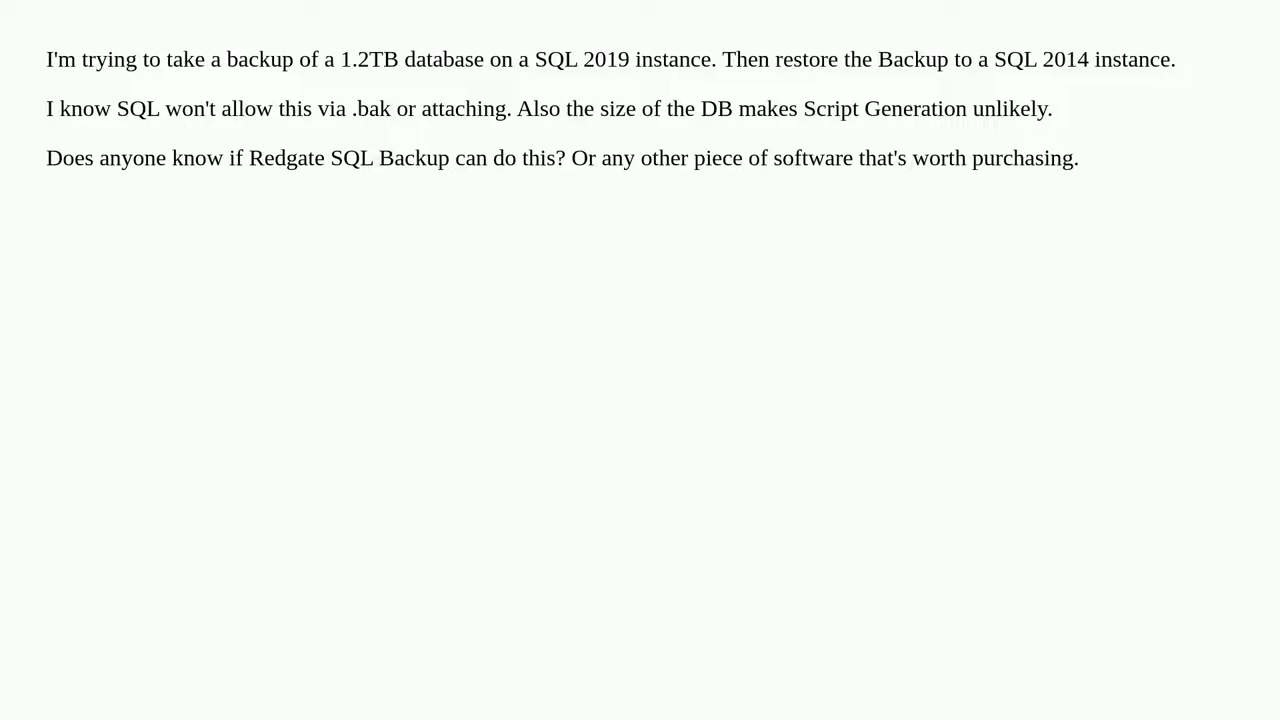 I'm trying to take a backup of a 1.2TB database on a SQL 2019 instance. Then restore the Backup to a SQL 2014 instance.
I know SQL won't allow this via .bak or attaching. Also the size of the DB makes Script Generation unlikely.
Does anyone know if Redgate SQL Backup can do this? Or any other piece of software that's worth purchasing.